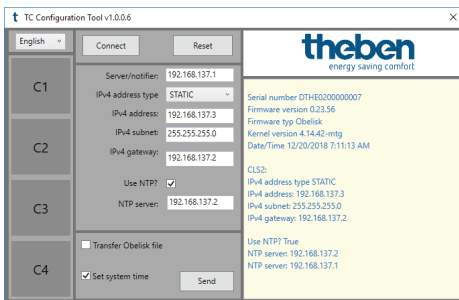 t TC Configuration Tool v1.0.0.6
English
Connect
Reset
C1
C2
C3
C4
Server/notifier: 192.168.137.1
IPv4 address type STATIC
IPv4 address: 192.168.137.3
IPv4 subnet: 255.255.255.0
IPv4 gateway: 192.168.137.2
Use NTP?
NTP server: 192.168.137.2
Transfer Obelisk file
Set system time
Send
theben
energy saving comfort
Serial number DTHE0200000007
Firmware version 0.23.56
Firmware typ Obelisk
Kernel version 4.14.42-mtg
Date/Time 12/20/2018 7:11:13 AM
CLS2:
IPv4 address type STATIC
IPv4 address: 192.168.137.3
IPv4 subnet: 255.255.255.0
IPv4 gateway: 192.168.137.2
Use NTP? True
NTP server: 192.168.137.2
NTP server: 192.168.137.1